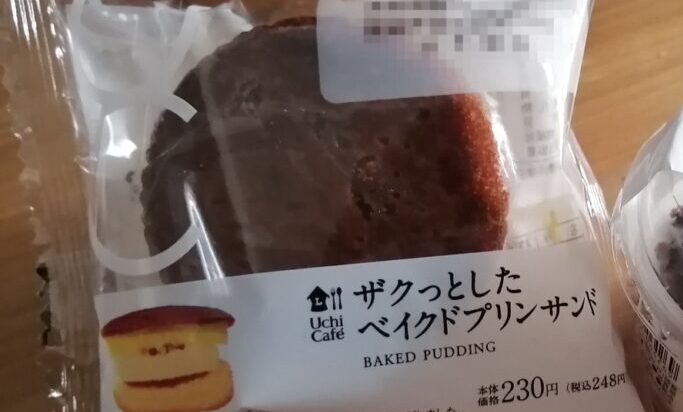 Uchi
Café
ザクっとした
ベイクドプリンサンド
BAKED PUDDING
本体
価格 230円 (税込248円